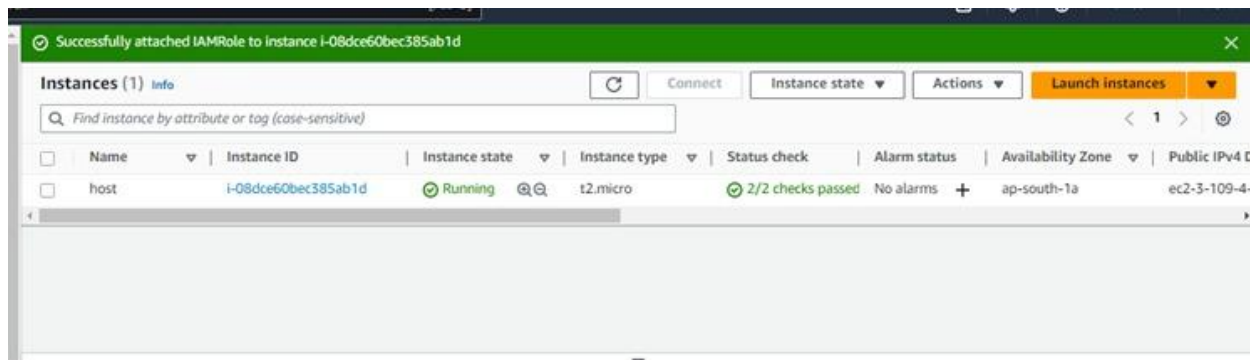 Successfully attached IAMRole to instance i-08dce60bec385ab1d
Instances (1) Info
Connect
Instance state
Actions
Launch instances
Find instance by attribute or tag (case-sensitive)
1
Name | Instance ID | Instance state | Instance type | Status check | Alarm status | Availability Zone | Public IPv4 D
host i-08dce60bec385ab1d Running t2.micro 2/2 checks passed No alarms + ap-south-1a ec2-3-109-4-